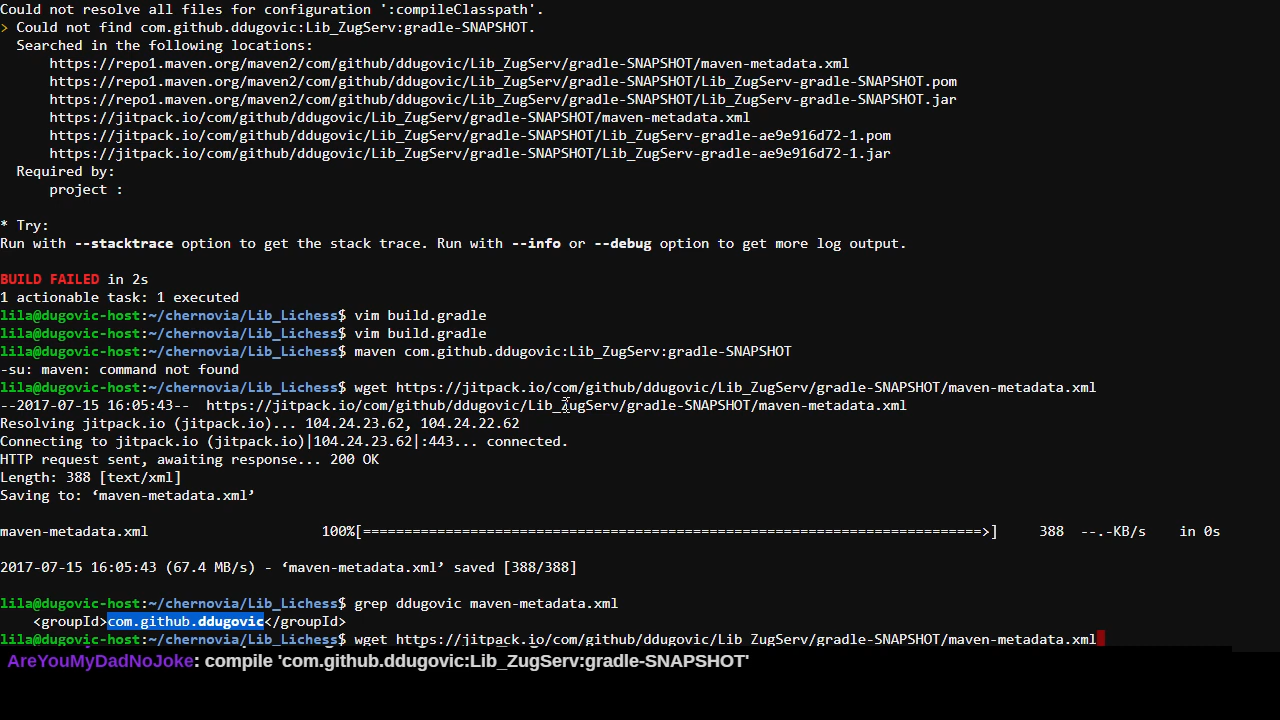 Could not resolve all files for configuration ':compileClasspath'.
> Could not find com.github.ddugovic:Lib_ZugServ:gradle-SNAPSHOT.
Searched in the following locations:
https://repo1.maven.org/maven2/com/github/ddugovic/Lib_ZugServ/gradle-SNAPSHOT/maven-metadata.xml
https://repo1.maven.org/maven2/com/github/ddugovic/Lib_ZugServ/gradle-SNAPSHOT/Lib_ZugServ-gradle-SNAPSHOT.pom
https://repo1.maven.org/maven2/com/github/ddugovic/Lib_ZugServ/gradle-SNAPSHOT/Lib_ZugServ-gradle-SNAPSHOT.jar
https://jitpack.io/com/github/ddugovic/Lib_ZugServ/gradle-SNAPSHOT/maven-metadata.xml
https://jitpack.io/com/github/ddugovic/Lib_ZugServ/gradle-SNAPSHOT/Lib_ZugServ-gradle-ae9e916d72-1.pom
https://jitpack.io/com/github/ddugovic/Lib_ZugServ/gradle-SNAPSHOT/Lib_ZugServ-gradle-ae9e916d72-1.jar
Required by:
project :
* Try:
Run with --stacktrace option to get the stack trace. Run with --info or --debug option to get more log output.
BUILD FAILED in 2s
1 actionable task: 1 executed
lila@dugovic-host:~/chernovia/Lib_Lichess$ vim build.gradle
lila@dugovic-host:~/chernovia/Lib_Lichess$ vim build.gradle
lila@dugovic-host:~/chernovia/Lib_Lichess$ maven com.github.ddugovic:Lib_ZugServ:gradle-SNAPSHOT
-su: maven: command not found
lila@dugovic-host:~/chernovia/Lib_Lichess$ wget https://jitpack.io/com/github/ddugovic/Lib_ZugServ/gradle-SNAPSHOT/maven-metadata.xml
--2017-07-15 16:05:43--  https://jitpack.io/com/github/ddugovic/Lib_ZugServ/gradle-SNAPSHOT/maven-metadata.xml
Resolving jitpack.io (jitpack.io)... 104.24.23.62, 104.24.22.62
Connecting to jitpack.io (jitpack.io)|104.24.23.62|:443... connected.
HTTP request sent, awaiting response... 200 OK
Length: 388 [text/xml]
Saving to: ‘maven-metadata.xml’
maven-metadata.xml 100%[===========================================================================>] 388 --.-KB/s in 0s
2017-07-15 16:05:43 (67.4 MB/s) - ‘maven-metadata.xml’ saved [388/388]
lila@dugovic-host:~/chernovia/Lib_Lichess$ grep ddugovic maven-metadata.xml
<groupId>com.github.ddugovic</groupId>
lila@dugovic-host:~/chernovia/Lib_Lichess$ wget https://jitpack.io/com/github/ddugovic/Lib_ZugServ/gradle-SNAPSHOT/maven-metadata.xml
AreYouMyDadNoJoke: compile 'com.github.ddugovic:Lib_ZugServ:gradle-SNAPSHOT'